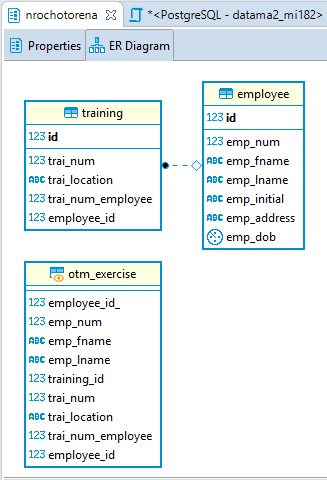 nrochotorena
*<PostgreSQL - datama2_mi182>
Properties
ER Diagram
training
123 id
123 trai_num
ABC trai_location
123 trai_num_employee
123 employee_id
employee
123 id
123 emp_num
ABC emp_fname
ABC emp_lname
ABC emp_initial
ABC emp_address
emp_dob
otm_exercise
123 employee_id_
123 emp_num
ABC emp_fname
ABC emp_lname
123 training_id
123 trai_num
ABC trai_location
123 trai_num_employee
123 employee_id